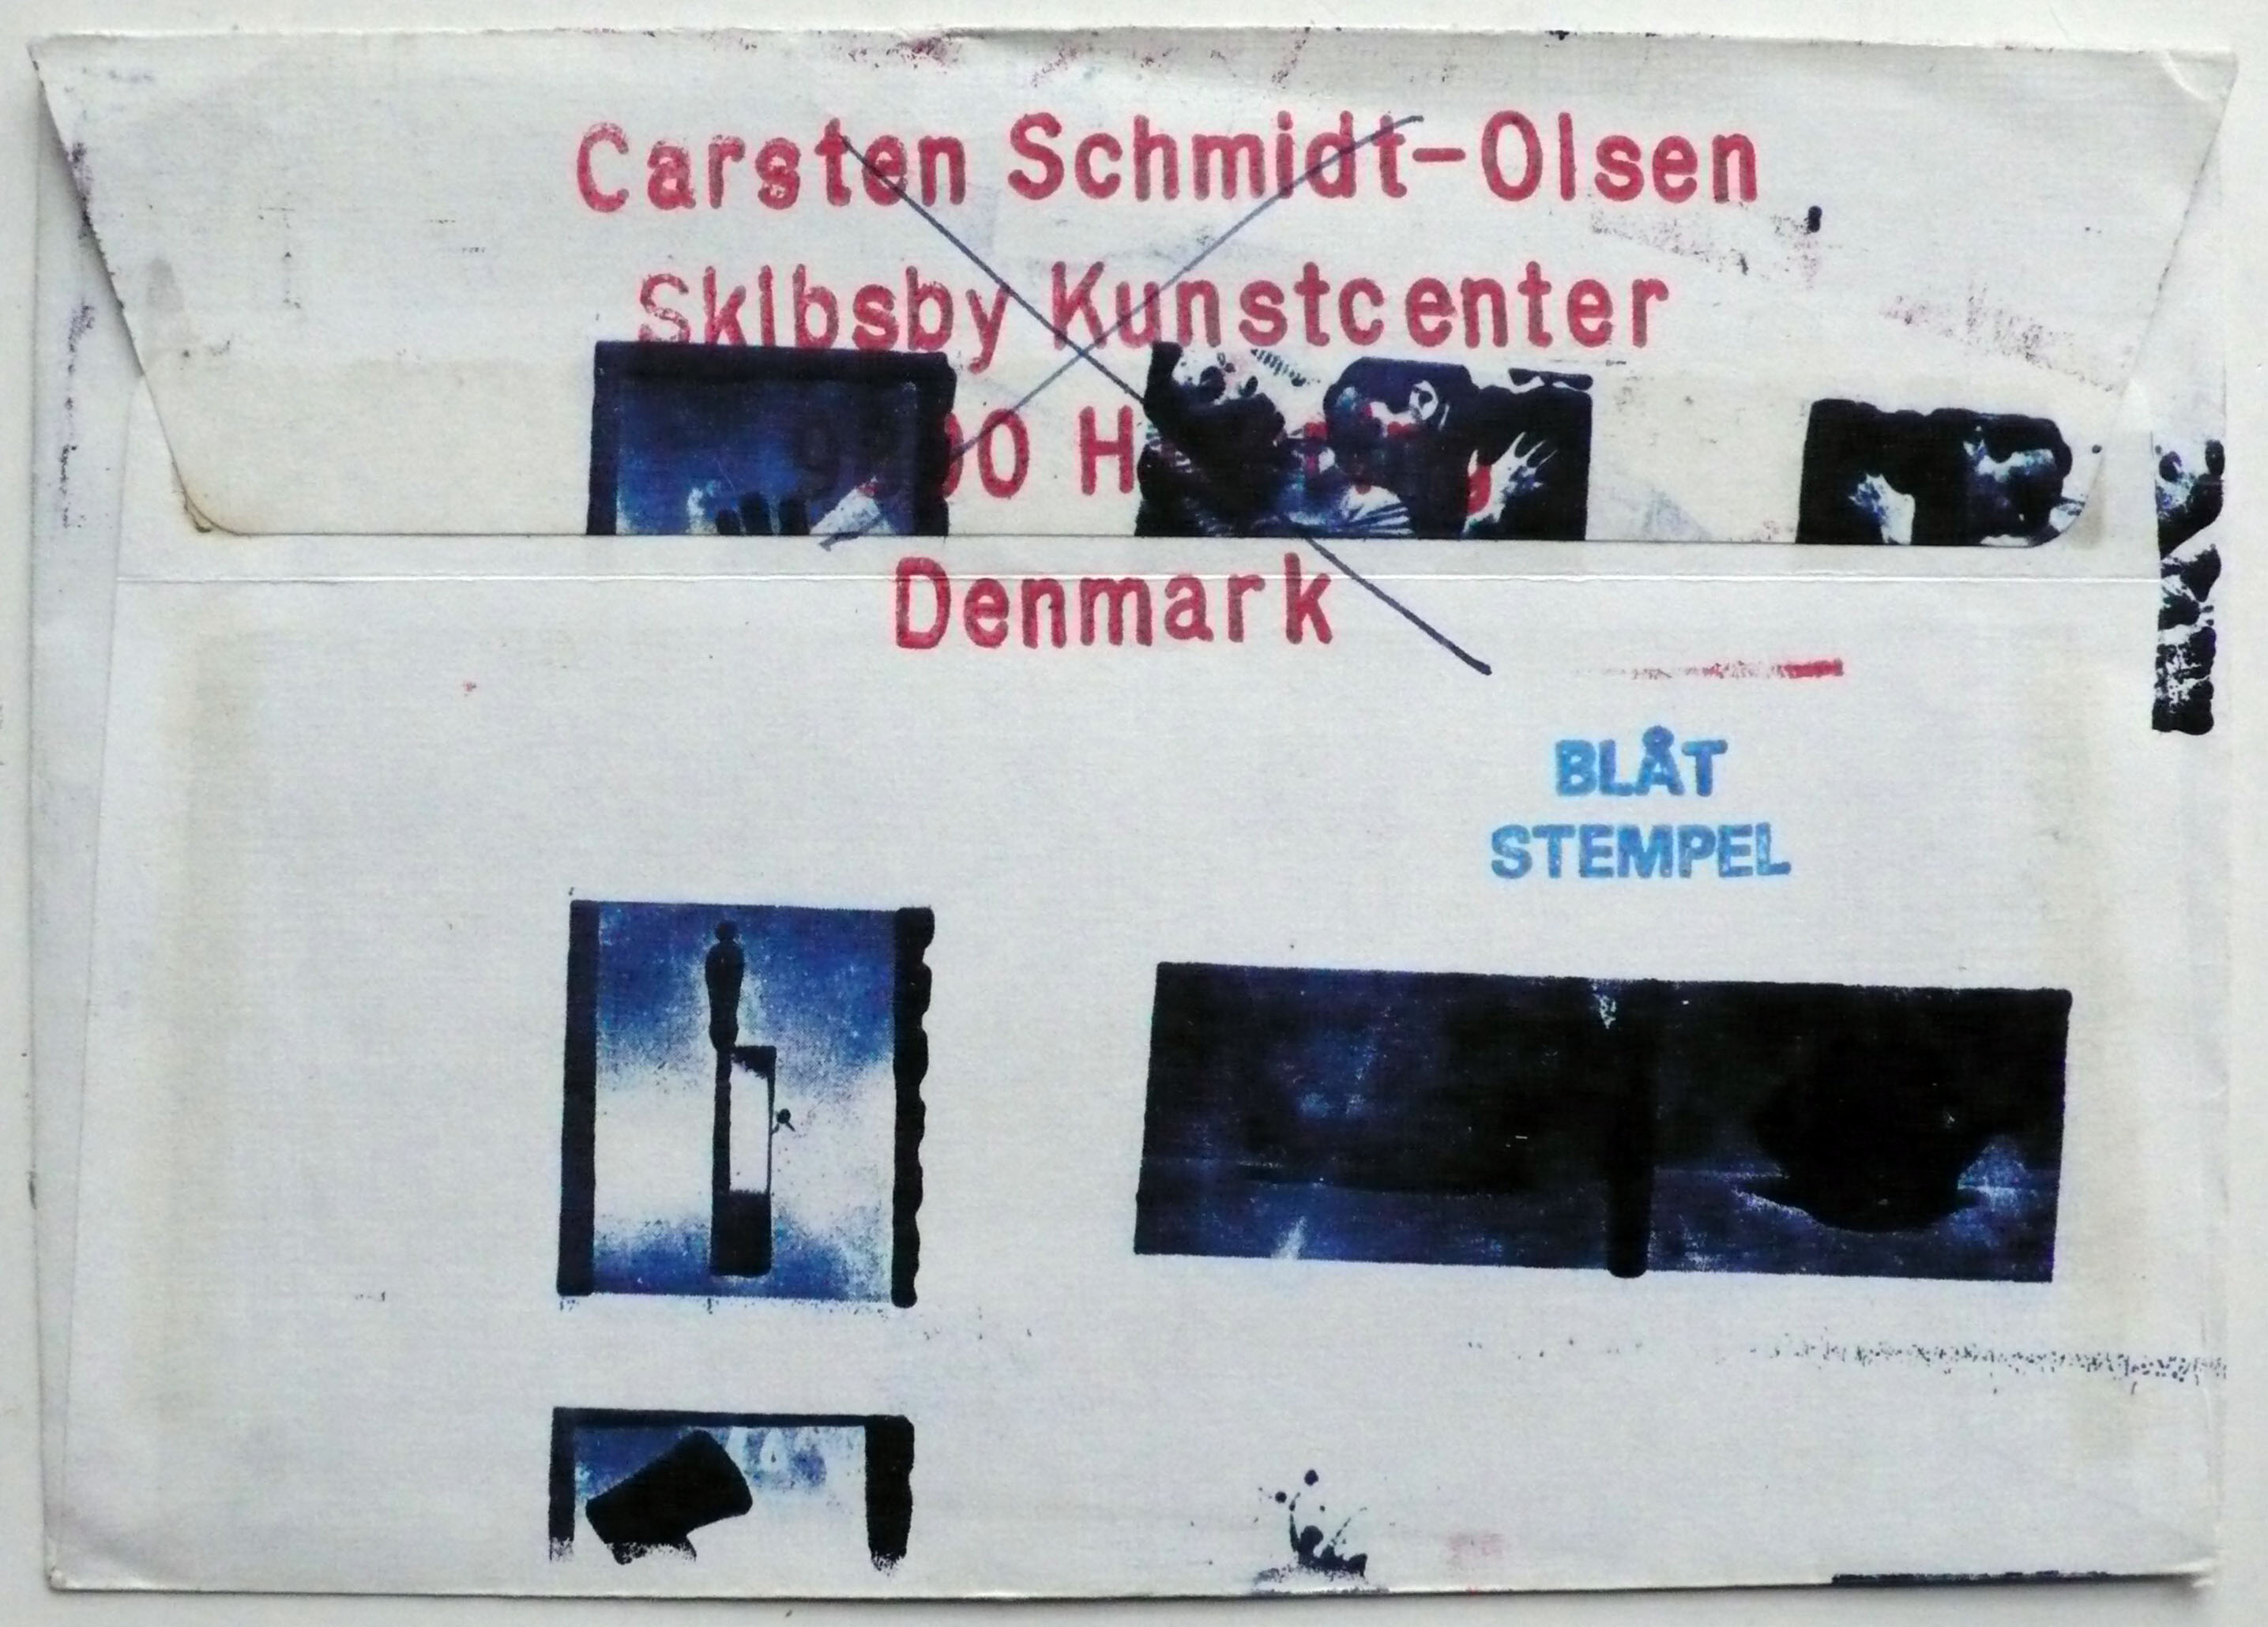 Carsten Schmidt-Olsen
Skibsby Kunstcenter
Denmark
BLÅT
STEMPEL